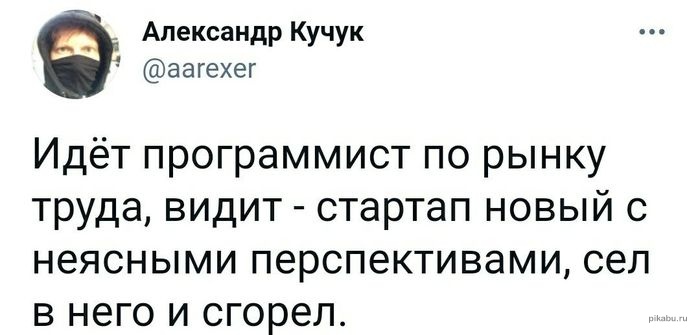 Александр Кучук
@aarexer
Идёт программист по рынку
труда, видит - стартап новый с
неясными перспективами, сел
в него и сгорел.
pikabu.ru